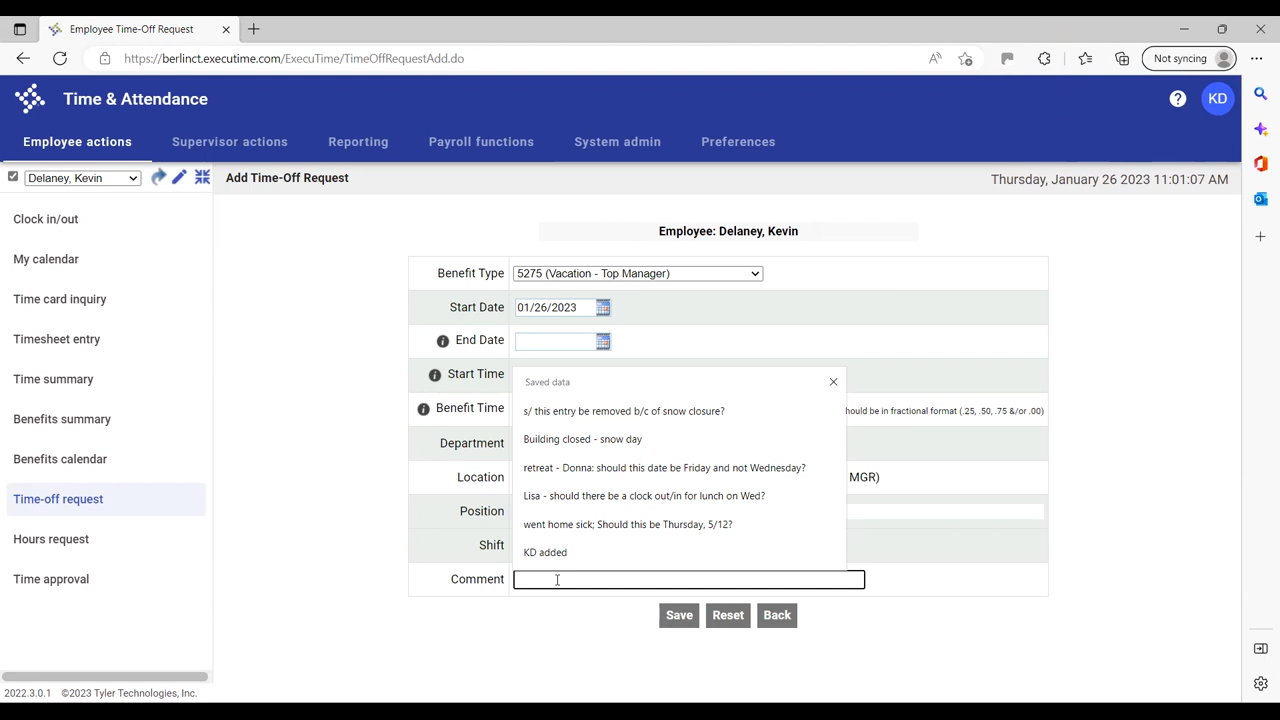 Employee Time-Off Request
https://berlinct.executime.com/ExecuTime/TimeOffRequestAdd.do
Not syncing
Time & Attendance
KD
Employee actions
Supervisor actions
Reporting
Payroll functions
System admin
Preferences
Delaney, Kevin
Add Time-Off Request
Thursday, January 26 2023 11:01:07 AM
Clock in/out
My calendar
Time card inquiry
Timesheet entry
Time summary
Benefits summary
Benefits calendar
Time-off request
Hours request
Time approval
Employee: Delaney, Kevin
Benefit Type 5275 (Vacation - Top Manager)
Start Date 01/26/2023
End Date
Start Time
Benefit Time hould be in fractional format (.25, .50, .75 &/or .00)
Department
Location MGR)
Position
Shift
Comment
Saved data
s/ this entry be removed b/c of snow closure?
Building closed - snow day
retreat - Donna: should this date be Friday and not Wednesday?
Lisa - should there be a clock out/in for lunch on Wed?
went home sick; Should this be Thursday, 5/12?
KD added
Save
Reset
Back
2022.3.0.1 ©2023 Tyler Technologies, Inc.